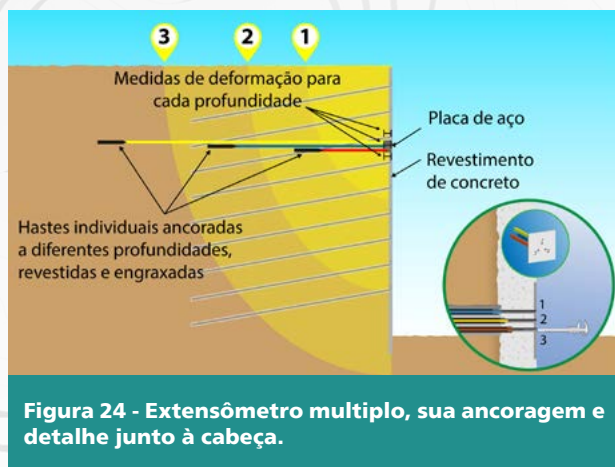 3 2 1
Medidas de deformação para
cada profundidade
Placa de aço
Revestimento
de concreto
Hastes individuais ancoradas
a diferentes profundidades,
revestidas e engraxadas
1
2
3
Figura 24 - Extensômetro multiplo, sua ancoragem e
detalhe junto à cabeça.